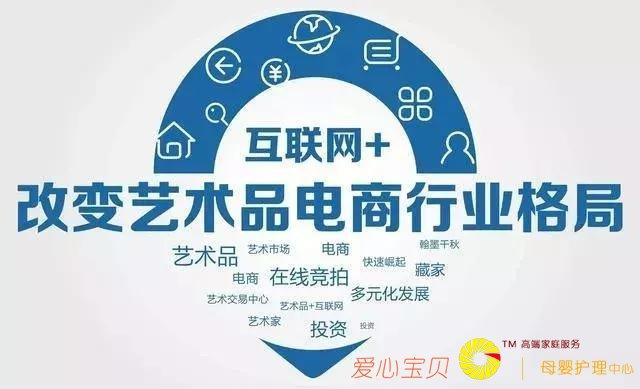 互联网+
改变艺术品电商行业格局
艺术品 艺术市场 电商 翰墨千秋
快速崛起
电商 在线竞拍 藏家
艺术交易中心 艺术品+互联网 多元化发展
艺术家 投资 投资
TM 高端家庭服务
爱心宝贝 母婴护理中心